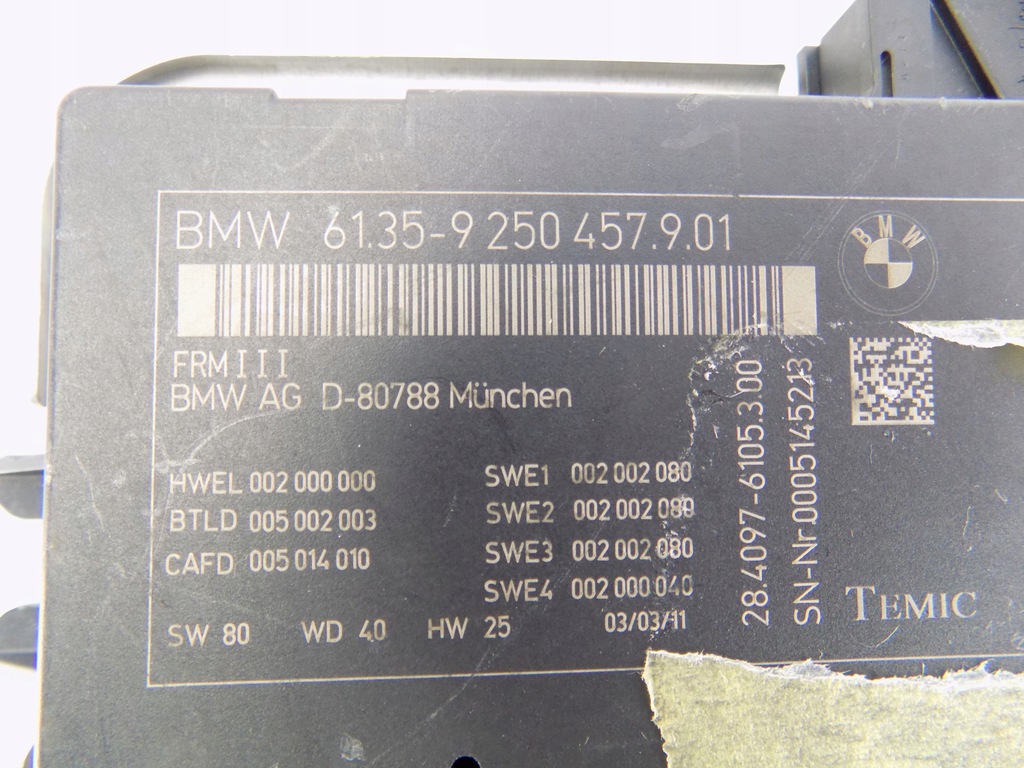 BMW 61.35-9 250 457.9.01
BMW
FRMIII
BMW AG D-80788 München
HWEL 002 000 000
BTLD 005 002 003
CAFD 005 014 010
SWE1 002 002 080
SWE2 002 002 080
SWE3 002 002 080
SWE4 002 000 040
SW 80 WD 40 HW 25 03/03/11
28.4097-6105.3.00
SN-Nr.0005145213
TEMIC